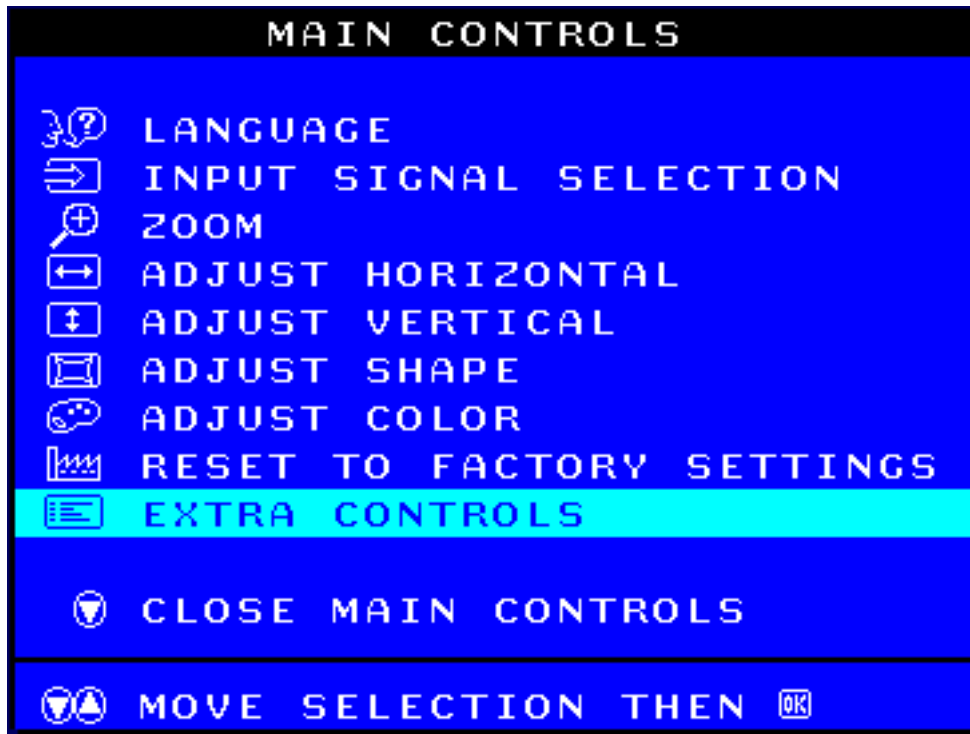 MAIN CONTROLS
LANGUAGE
INPUT SIGNAL SELECTION
ZOOM
ADJUST HORIZONTAL
ADJUST VERTICAL
ADJUST SHAPE
ADJUST COLOR
RESET TO FACTORY SETTINGS
EXTRA CONTROLS
CLOSE MAIN CONTROLS
MOVE SELECTION THEN OK